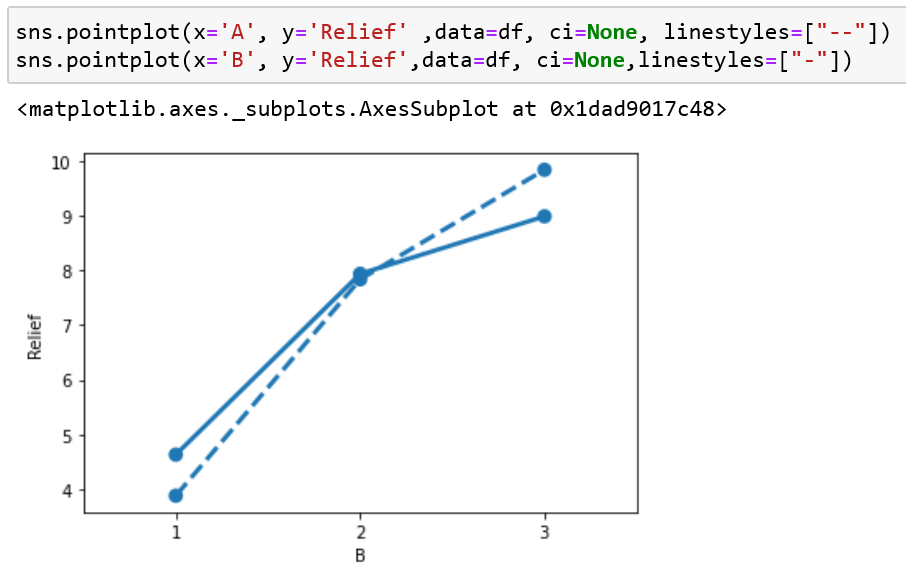 sns.pointplot(x='A', y='Relief' ,data=df, ci=None, linestyles=["--"])
sns.pointplot(x='B', y='Relief',data=df, ci=None,linestyles=["-"])
<matplotlib.axes._subplots.AxesSubplot at 0x1dad9017c48>
10
9
8
7
6
5
4
Relief
1 2 3
B